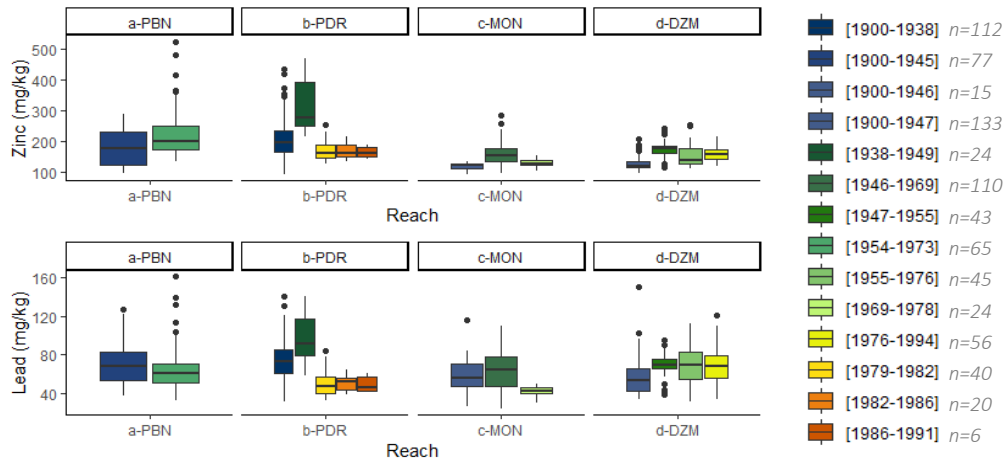 a-PBN b-PDR c-MON d-DZM
Zinc (mg/kg)
500
400
300
200
100
a-PBN b-PDR c-MON d-DZM
Reach
a-PBN b-PDR c-MON d-DZM
Lead (mg/kg)
160
120
80
40
a-PBN b-PDR c-MON d-DZM
Reach
[1900-1938] n=112
[1900-1945] n=77
[1900-1946] n=15
[1900-1947] n=133
[1938-1949] n=24
[1946-1969] n=110
[1947-1955] n=43
[1954-1973] n=65
[1955-1976] n=45
[1969-1978] n=24
[1976-1994] n=56
[1979-1982] n=40
[1982-1986] n=20
[1986-1991] n=6